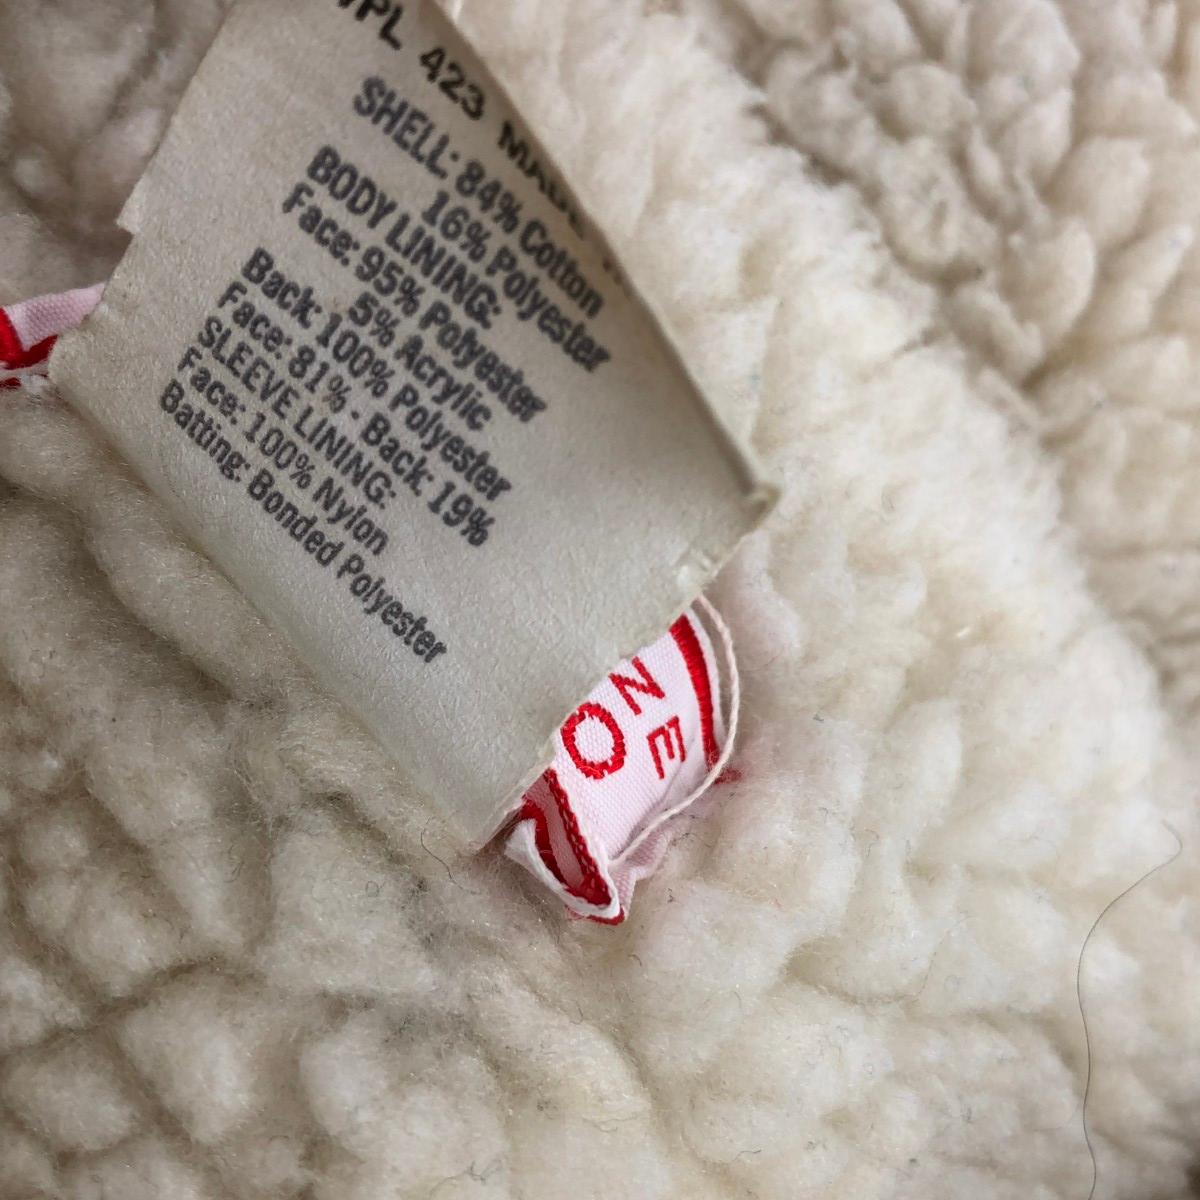 WPL 423 MADE
SHELL: 84% Cotton
16% Polyester
BODY LINING:
Face: 95% Polyester
5% Acrylic
Back: 100% Polyester
Face: 81% - Back: 19%
SLEEVE LINING:
Face: 100% Nylon
Batting: Bonded Polyester
NE
O